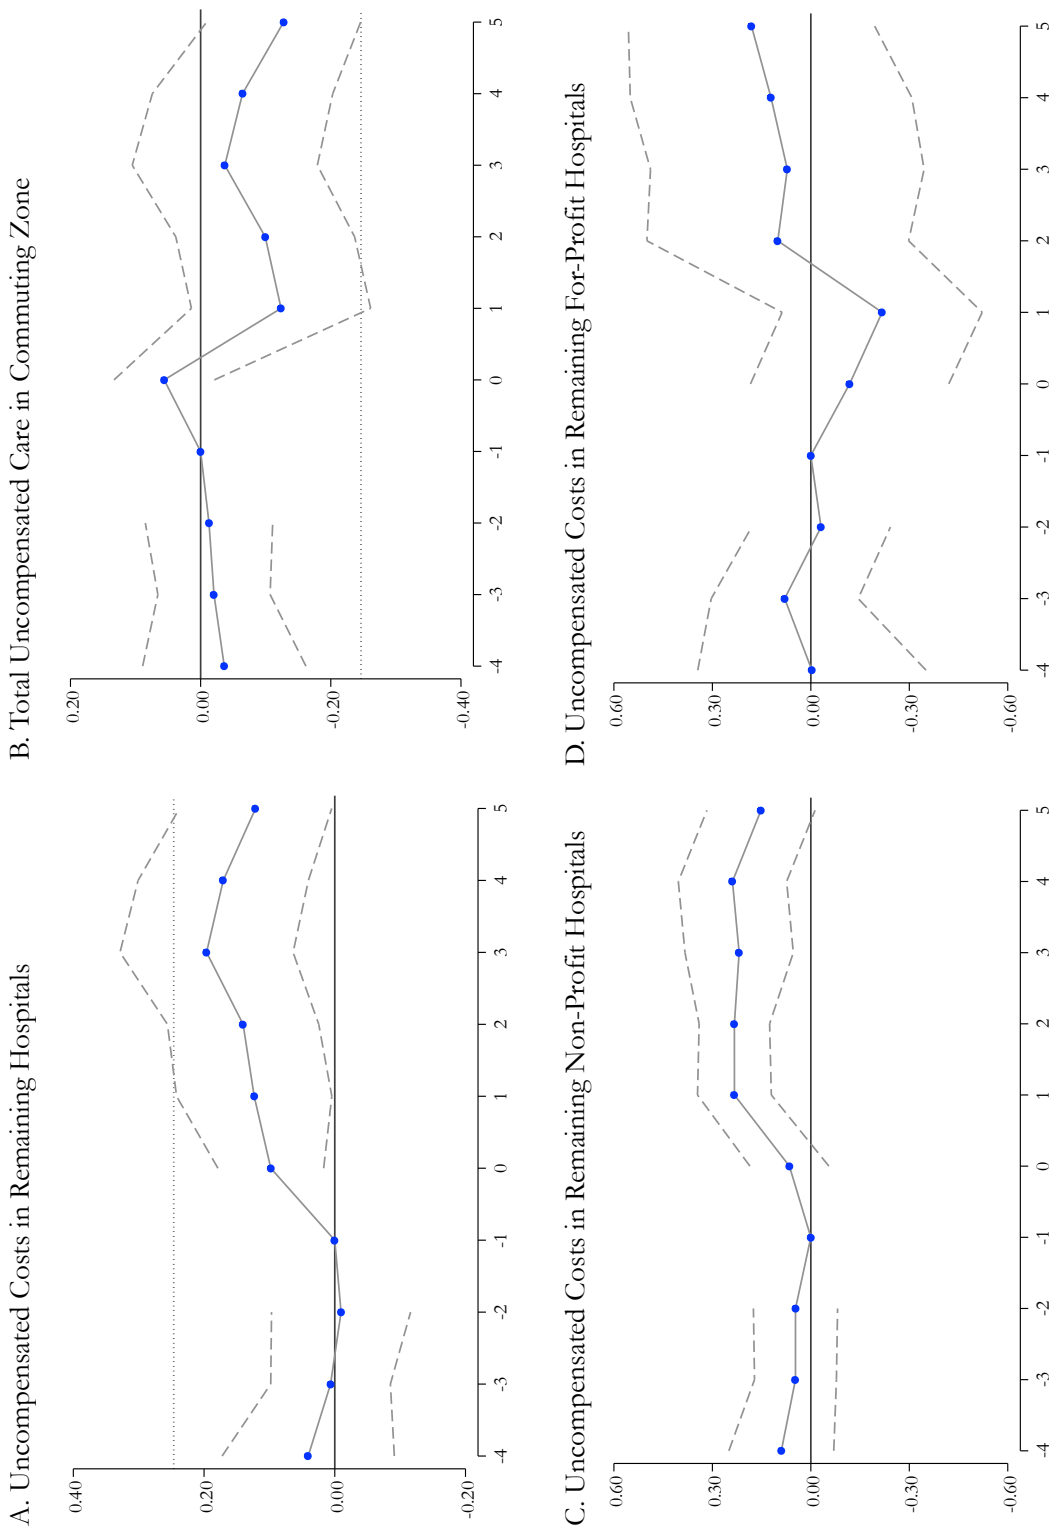 A. Uncompensated Costs in Remaining Hospitals
0.40
0.20
0.00
-0.20
-4 -3 -2 -1 0 1 2 3 4 5
B. Total Uncompensated Care in Commuting Zone
0.20
0.00
-0.20
-0.40
-4 -3 -2 -1 0 1 2 3 4 5
C. Uncompensated Costs in Remaining Non-Profit Hospitals
0.60
0.30
0.00
-0.30
-0.60
-4 -3 -2 -1 0 1 2 3 4 5
D. Uncompensated Costs in Remaining For-Profit Hospitals
0.60
0.30
0.00
-0.30
-0.60
-4 -3 -2 -1 0 1 2 3 4 5